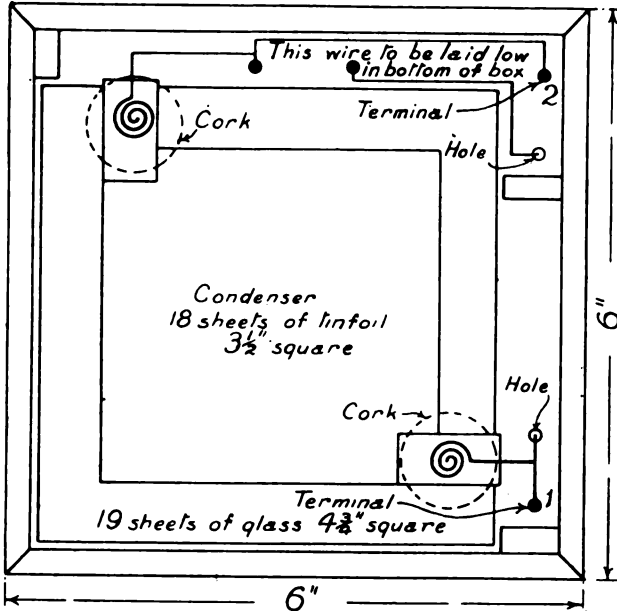 This wire to be laid low
in bottom of box
2
Terminal
Cork
Hole
Condenser
18 sheets of tinfoil
3½" square
6"
Hole
Cork
Terminal
1
19 sheets of glass 4¾" square
6"